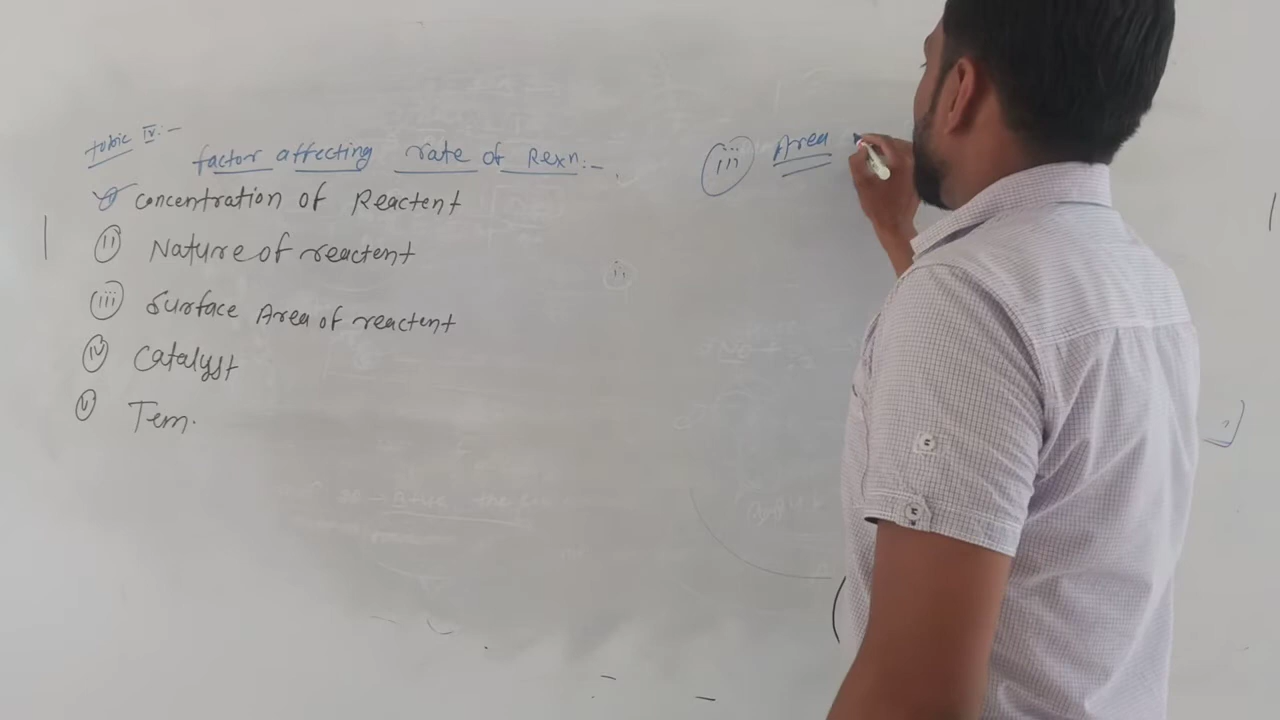 topic IV:-
factor affecting rate of Rexn:-
i concentration of Reactent
ii Nature of reactent
iii Surface Area of reactent
iv Catalyst
v Tem.
iii Area